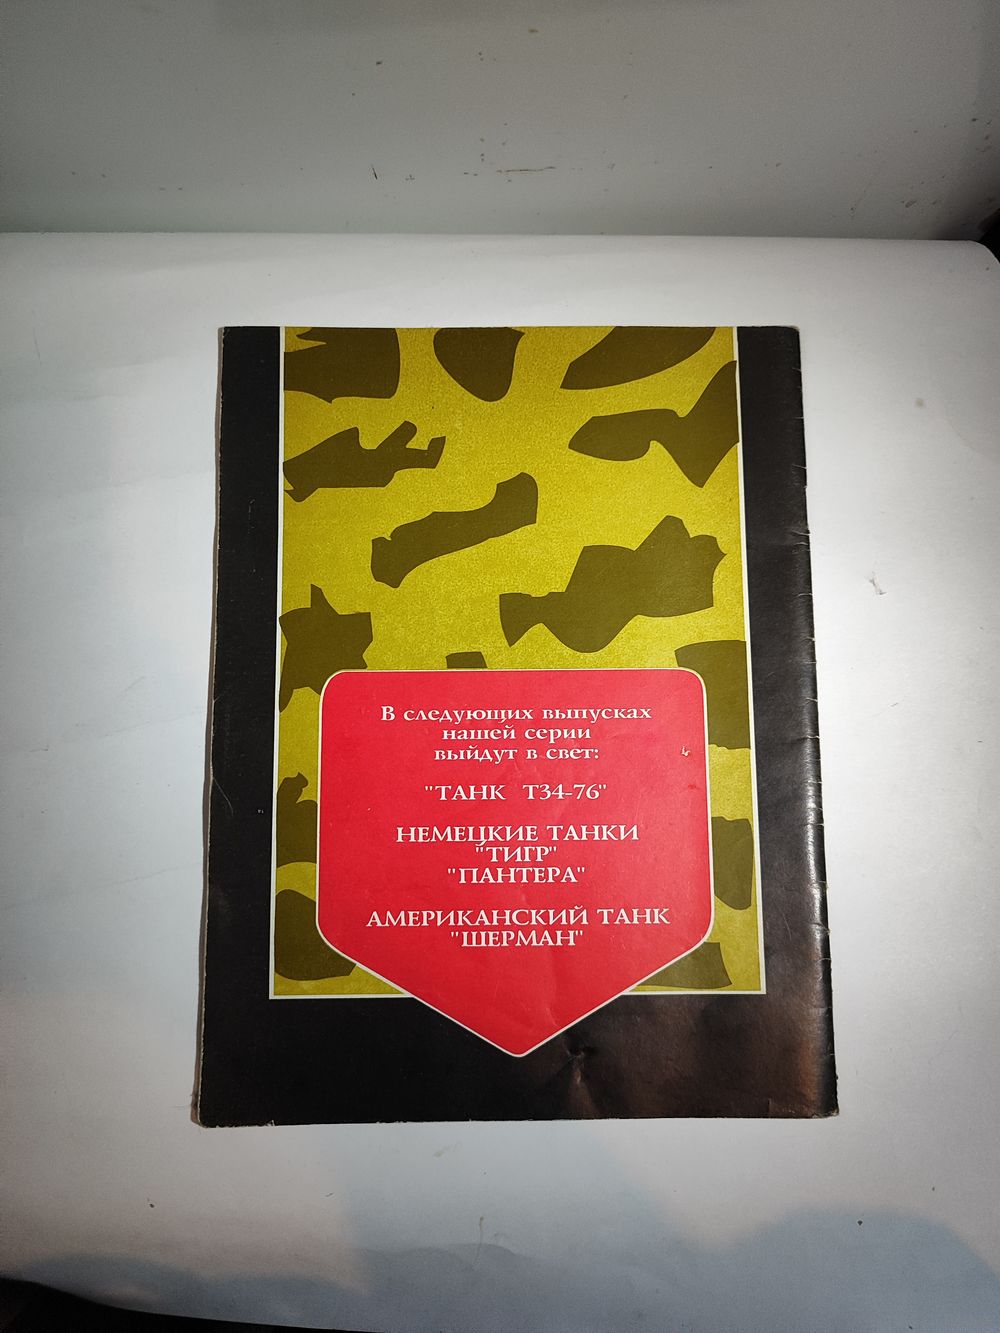 В следующих выпусках
нашей серии
выйдут в свет:
"ТАНК Т34-76"
НЕМЕЦКИЕ ТАНКИ
"ТИГР"
"ПАНТЕРА"
АМЕРИКАНСКИЙ ТАНК
"ШЕРМАН"